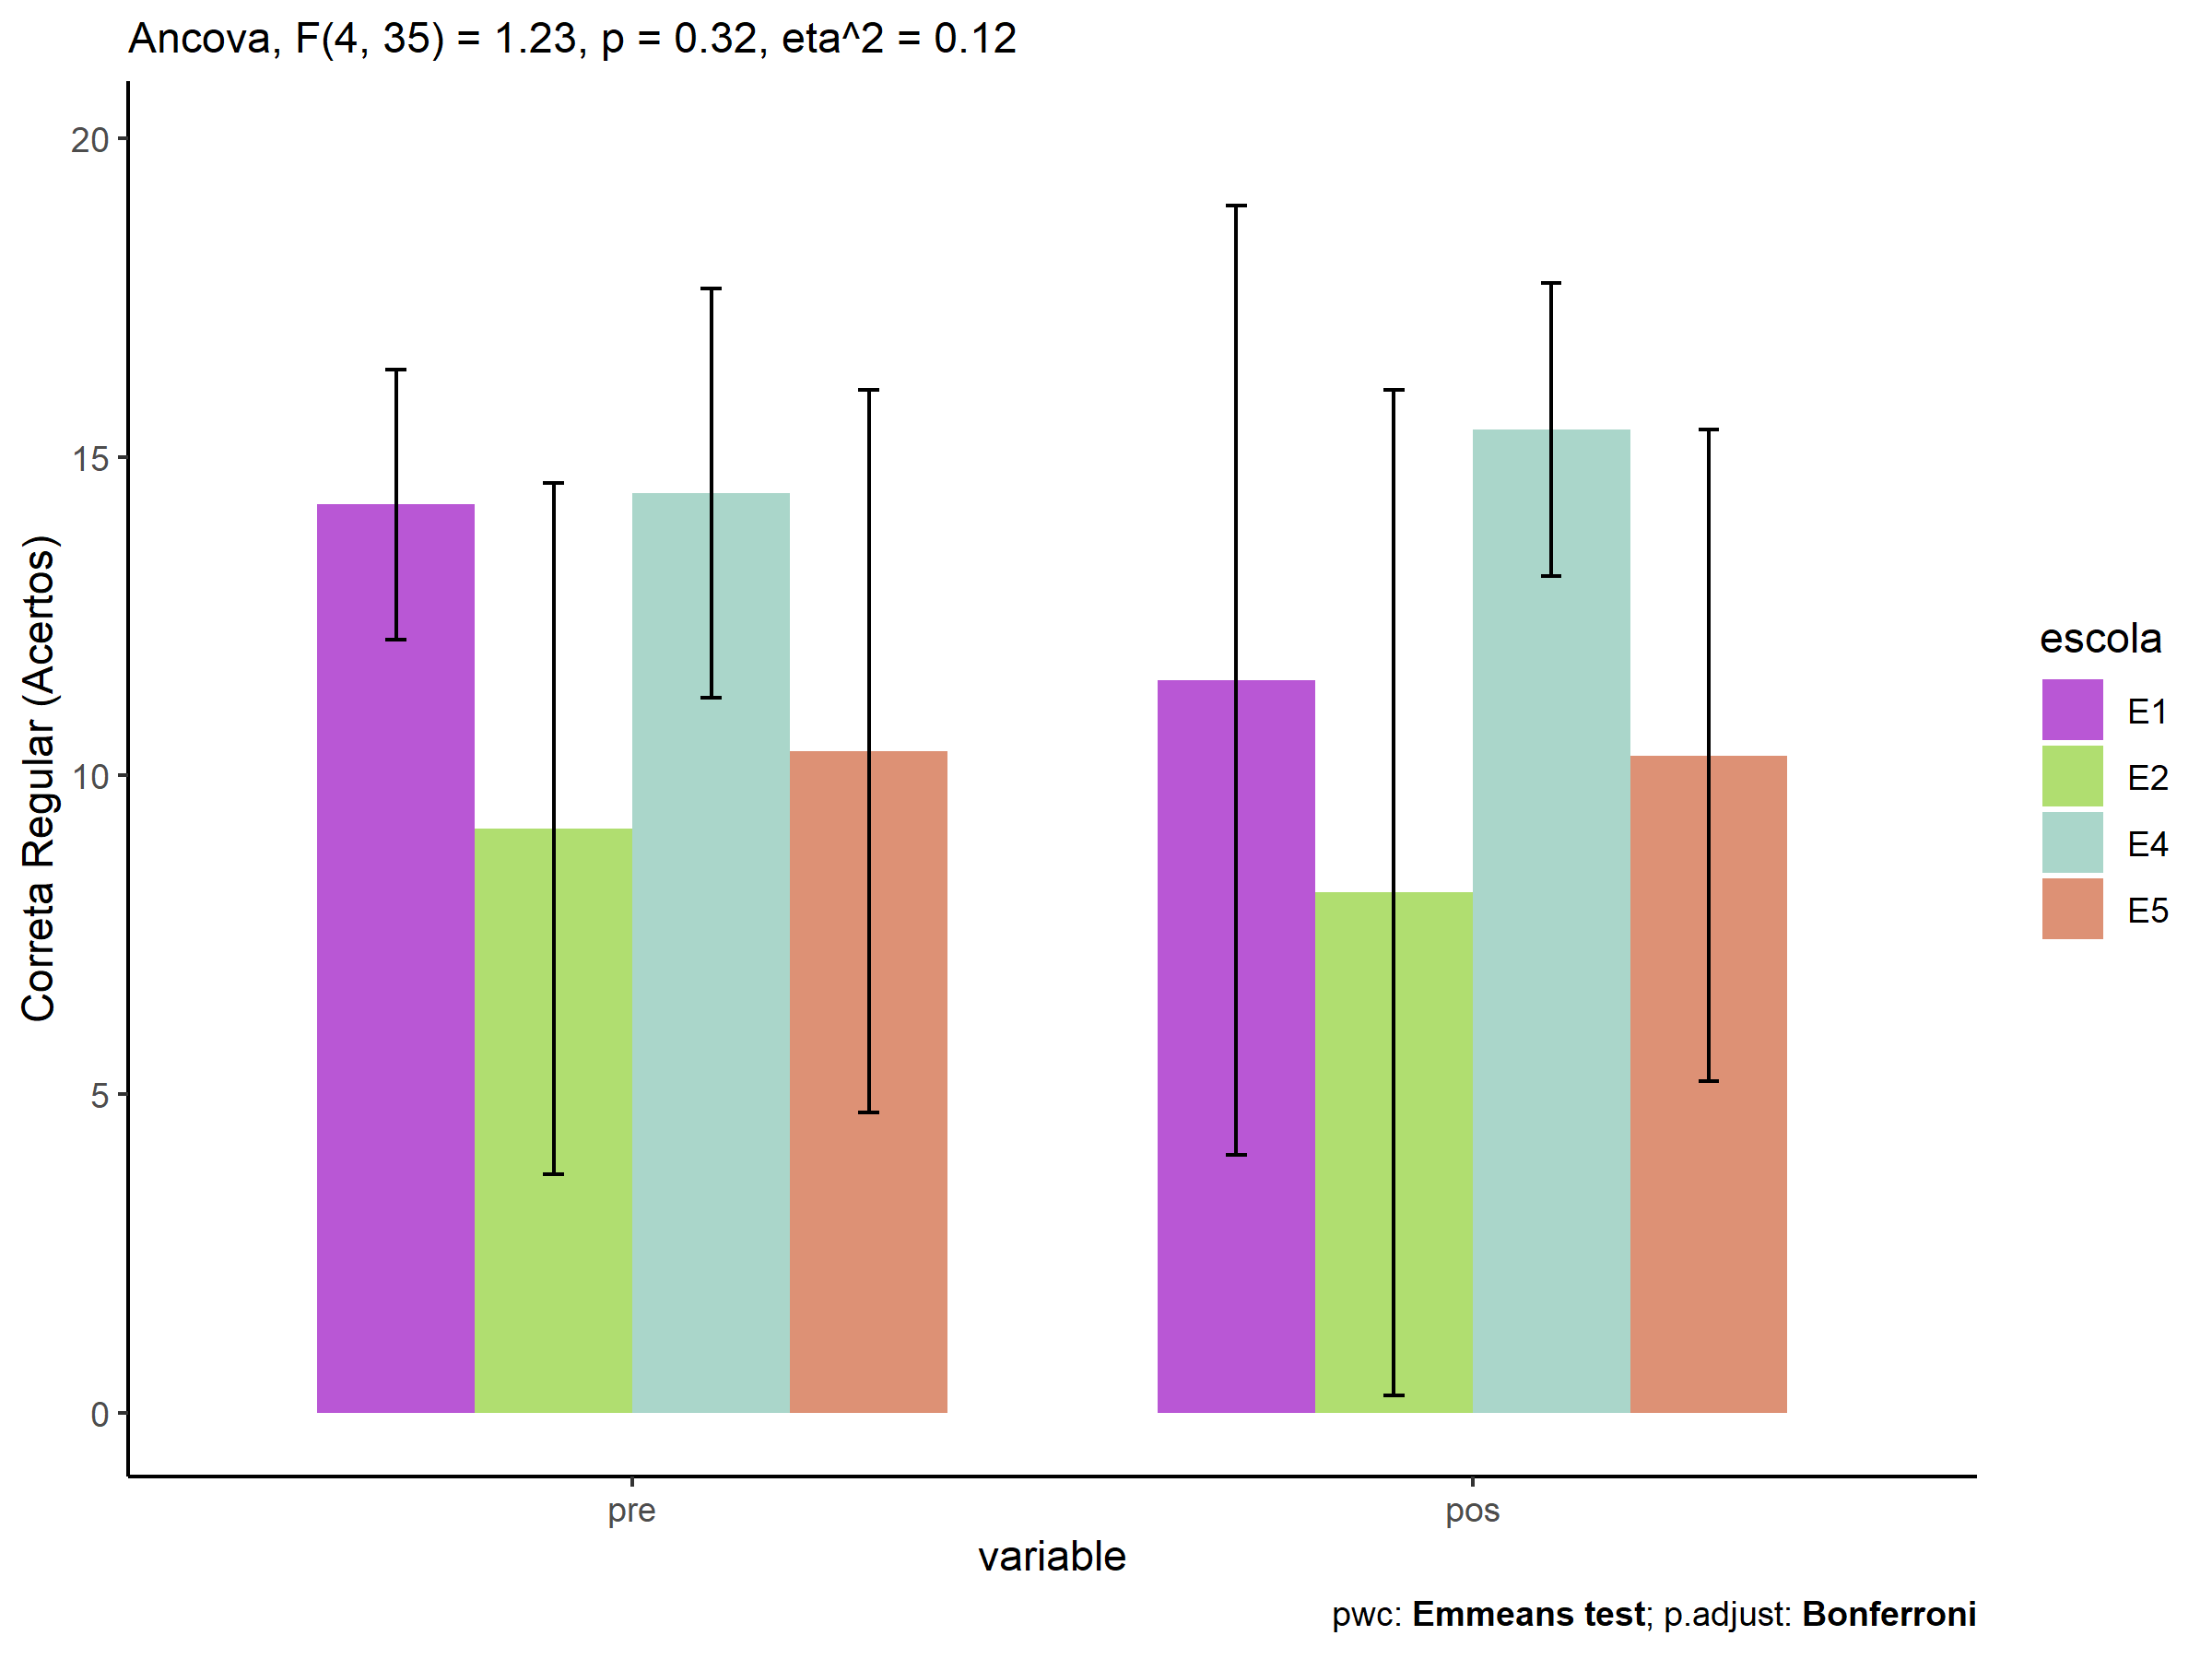 Ancova, F(4, 35) = 1.23, p = 0.32, eta^2 = 0.12
Correta Regular (Acertos)
20
15
10
5
0
pre
pos
variable
escola
E1
E2
E4
E5
pwc: Emmeans test; p.adjust: Bonferroni